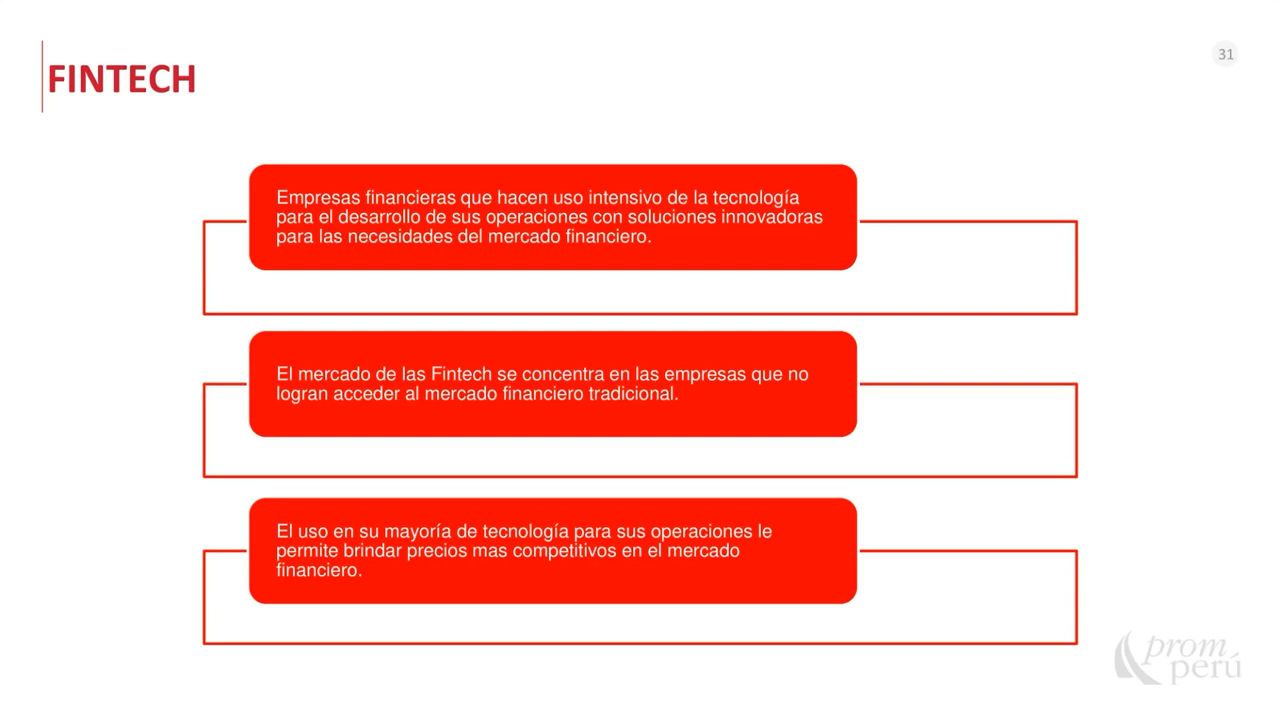 31
FINTECH
Empresas financieras que hacen uso intensivo de la tecnología
para el desarrollo de sus operaciones con soluciones innovadoras
para las necesidades del mercado financiero.
El mercado de las Fintech se concentra en las empresas que no
logran acceder al mercado financiero tradicional.
El uso en su mayoría de tecnología para sus operaciones le
permite brindar precios mas competitivos en el mercado
financiero.
prom
perú